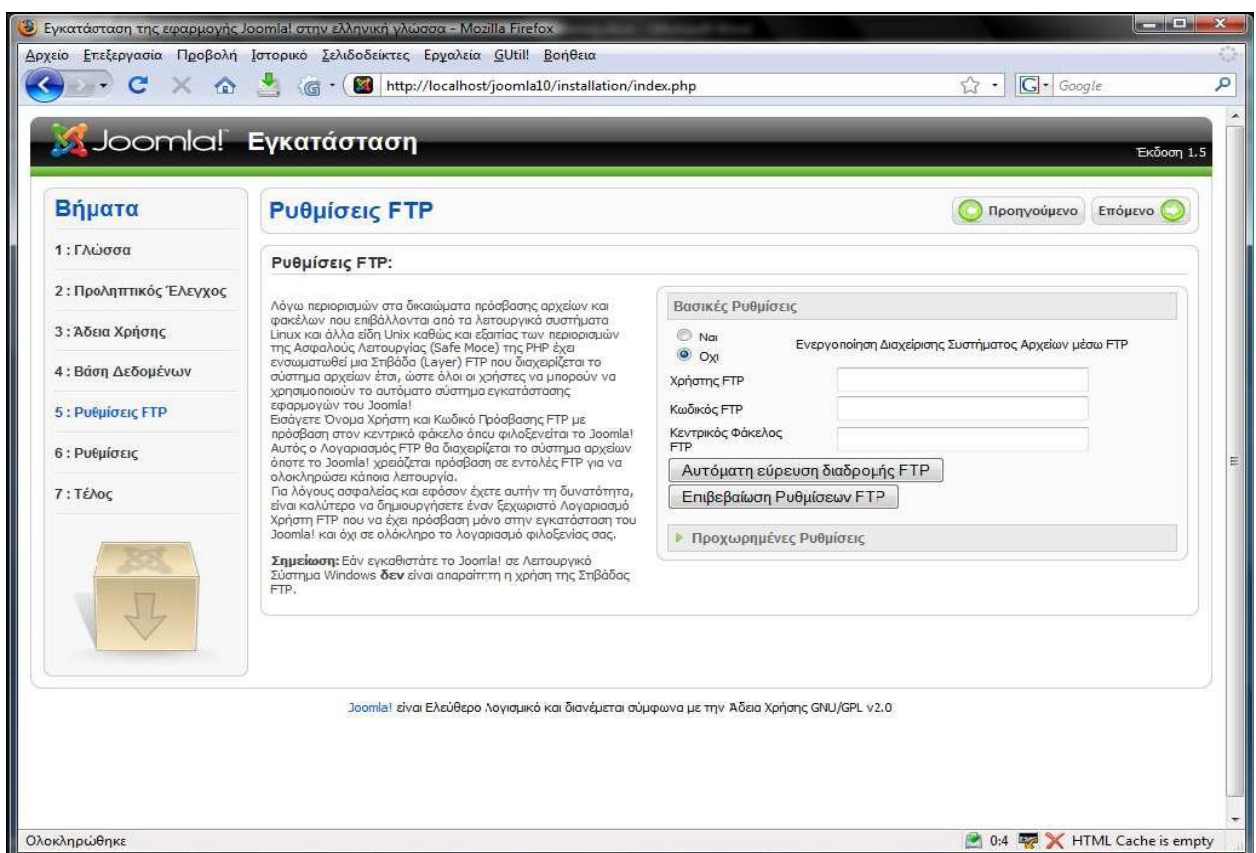 Εγκατάσταση της εφαρμογής Joomla! στην ελληνική γλώσσα - Mozilla Firefox
Αρχείο Επεξεργασία Προβολή Ιστορικό Σελιδοδείκτες Εργαλεία GUtil! Βοήθεια
http://localhost/joomla10/installation/index.php
G Google
Joomla! Εγκατάσταση
Έκδοση 1.5
Βήματα
1 : Γλώσσα
2 : Προληπτικός Έλεγχος
3 : Άδεια Χρήσης
4 : Βάση Δεδομένων
5 : Ρυθμίσεις FTP
6 : Ρυθμίσεις
7 : Τέλος
Ρυθμίσεις FTP
Προηγούμενο
Επόμενο
Ρυθμίσεις FTP:
Λόγω περιορισμών στα δικαιώματα πρόσβασης αρχείων και
φακέλων που επιβάλλονται από τα λειτουργικά συστήματα
Linux και άλλα είδη Unix καθώς και εξαιτίας των περιορισμών
της Ασφαλούς Λειτουργίας (Safe Moce) της PHP έχει
ενσωματωθεί μια Στιβάδα (Layer) FTP που διαχειρίζεται το
σύστημα αρχείων έτσι, ώστε όλοι οι χρήστες να μπορούν να
χρησιμοποιούν το αυτόματο σύστημα εγκατάστασης
εφαρμογών του Joomla!
Εισάγετε Όνομα Χρήστη και Κωδικό Πρόσβασης FTP με
πρόσβαση στον κεντρικό φάκελο όπου φιλοξενείται το Joomla!
Αυτός ο Λογαριασμός FTP θα διαχειρίζεται το σύστημα αρχείων
όποτε το Joomla! χρειάζεται πρόσβαση σε εντολές FTP για να
ολοκληρώσει κάποια λειτουργία.
Για λόγους ασφαλείας και εφόσον έχετε αυτήν τη δυνατότητα,
είναι καλύτερο να δημιουργήσετε έναν ξεχωριστό Λογαριασμό
Χρήστη FTP που να έχει πρόσβαση μόνο στην εγκατάσταση του
Joomla! και όχι σε ολόκληρο το λογαριασμό φιλοξενίας σας.
Σημείωση: Εάν εγκαθιστάτε το Joomla! σε Λειτουργικό
Σύστημα Windows δεν είναι απαραίτητη η χρήση της Στιβάδας
FTP.
Βασικές Ρυθμίσεις
Ναι
Οχι
Ενεργοποίηση Διαχείρισης Συστήματος Αρχείων μέσω FTP
Χρήστης FTP
Κωδικός FTP
Κεντρικός Φάκελος
FTP
Αυτόματη εύρευση διαδρομής FTP
Επιβεβαίωση Ρυθμίσεων FTP
Προχωρημένες Ρυθμίσεις
Joomla! είναι Ελεύθερο Λογισμικό και διανέμεται σύμφωνα με την Άδεια Χρήσης GNU/GPL v2.0
Ολοκληρώθηκε
0:4 HTML Cache is empty